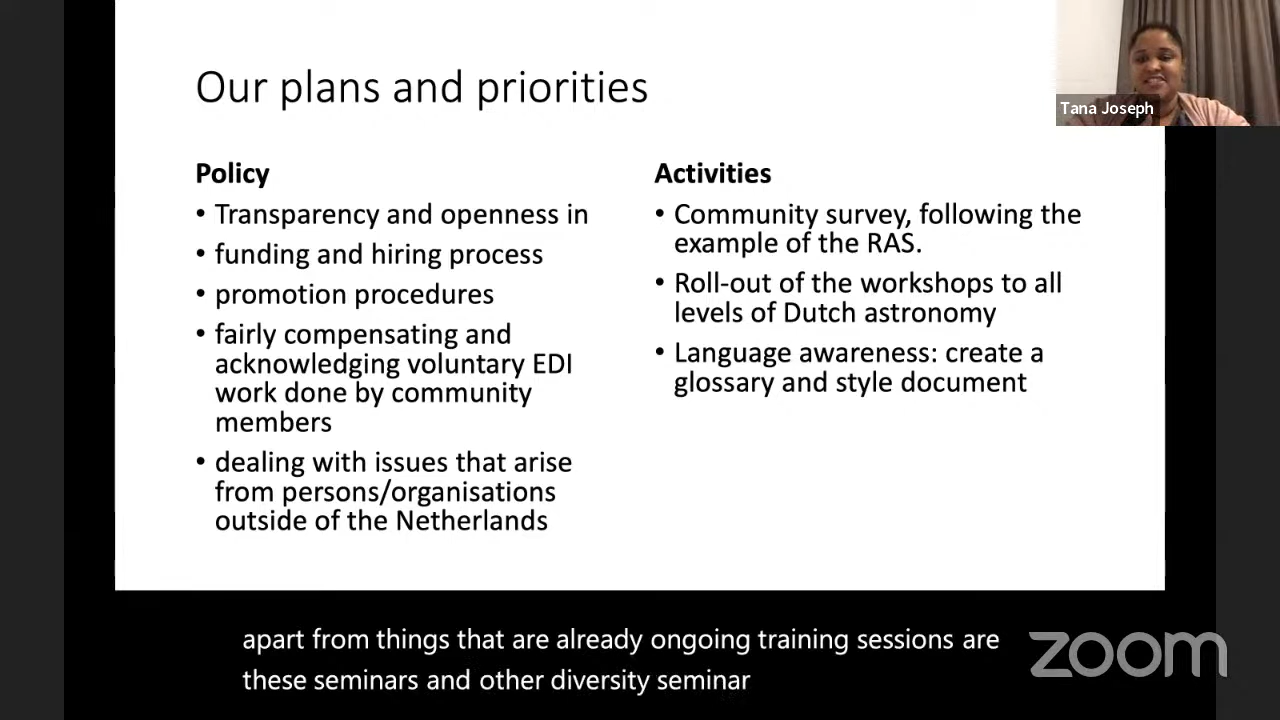 Our plans and priorities
Tana Joseph
Policy
• Transparency and openness in
• funding and hiring process
• promotion procedures
• fairly compensating and
acknowledging voluntary EDI
work done by community
members
• dealing with issues that arise
from persons/organisations
outside of the Netherlands
Activities
• Community survey, following the
example of the RAS.
• Roll-out of the workshops to all
levels of Dutch astronomy
• Language awareness: create a
glossary and style document
apart from things that are already ongoing training sessions are
these seminars and other diversity seminar
zoom